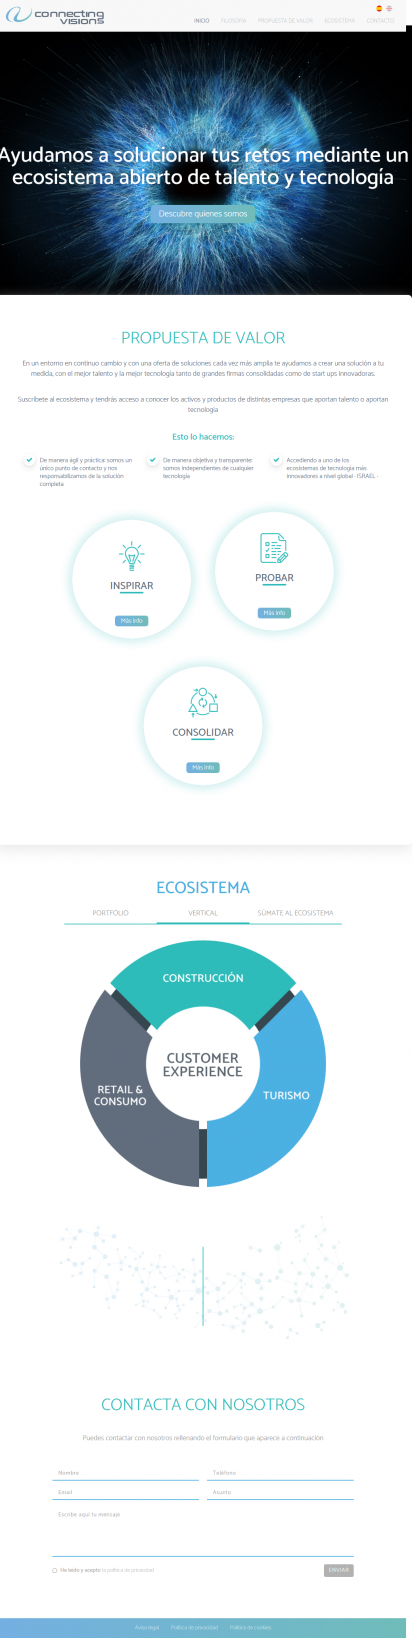 connecting
visions
INICIO FILOSOFÍA PROPUESTA DE VALOR ECOSISTEMA CONTACTO
Ayudamos a solucionar tus retos mediante un
ecosistema abierto de talento y tecnología
Descubre quienes somos
PROPUESTA DE VALOR
En un entorno en continuo cambio y con una oferta de soluciones cada vez más amplia te ayudamos a crear una solución a tu
medida, con el mejor talento y la mejor tecnología tanto de grandes firmas consolidadas como de start ups innovadoras.
Suscríbete al ecosistema y tendrás acceso a conocer los activos y productos de distintas empresas que aportan talento o aportan
tecnología
Esto lo hacemos:
De manera ágil y práctica: somos un
único punto de contacto y nos
responsabilizamos de la solución
completa
De manera objetiva y transparente:
somos independientes de cualquier
tecnología
Accediendo a uno de los
ecosistemas de tecnología más
innovadores a nivel global - ISRAEL -
INSPIRAR
Más info
PROBAR
Más info
CONSOLIDAR
Más info
ECOSISTEMA
PORTFOLIO VERTICAL SÚMATE AL ECOSISTEMA
CONSTRUCCIÓN
CUSTOMER
EXPERIENCE
RETAIL &
CONSUMO
TURISMO
CONTACTA CON NOSOTROS
Puedes contactar con nosotros rellenando el formulario que aparece a continuación
Nombre Teléfono
Email Asunto
Escribe aquí tu mensaje
He leído y acepto la política de privacidad
ENVIAR
Aviso legal Política de privacidad Política de cookies